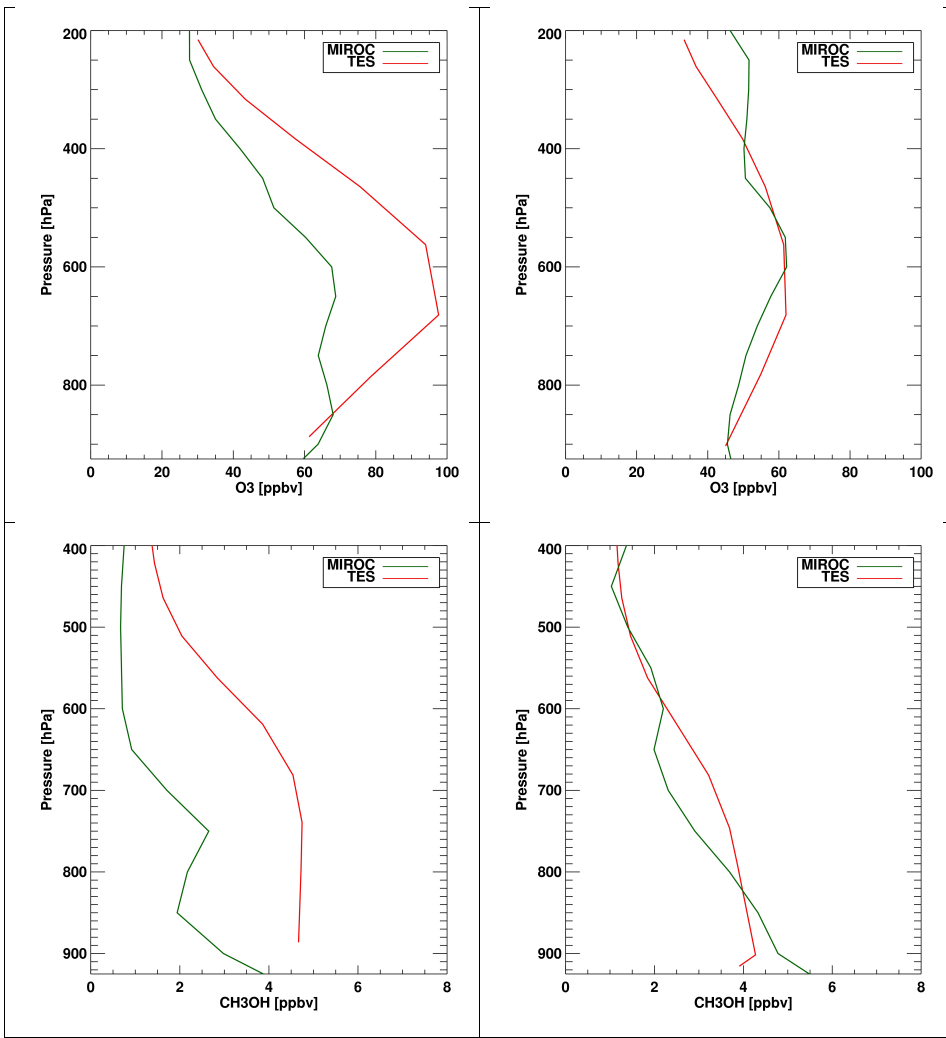 200
400
600
800
0 20 40 60 80 100
Pressure [hPa]
O3 [ppbv]
MIROC
TES
200
400
600
800
0 20 40 60 80 100
Pressure [hPa]
O3 [ppbv]
MIROC
TES
400
500
600
700
800
900
0 2 4 6 8
Pressure [hPa]
CH3OH [ppbv]
MIROC
TES
400
500
600
700
800
900
0 2 4 6 8
Pressure [hPa]
CH3OH [ppbv]
MIROC
TES